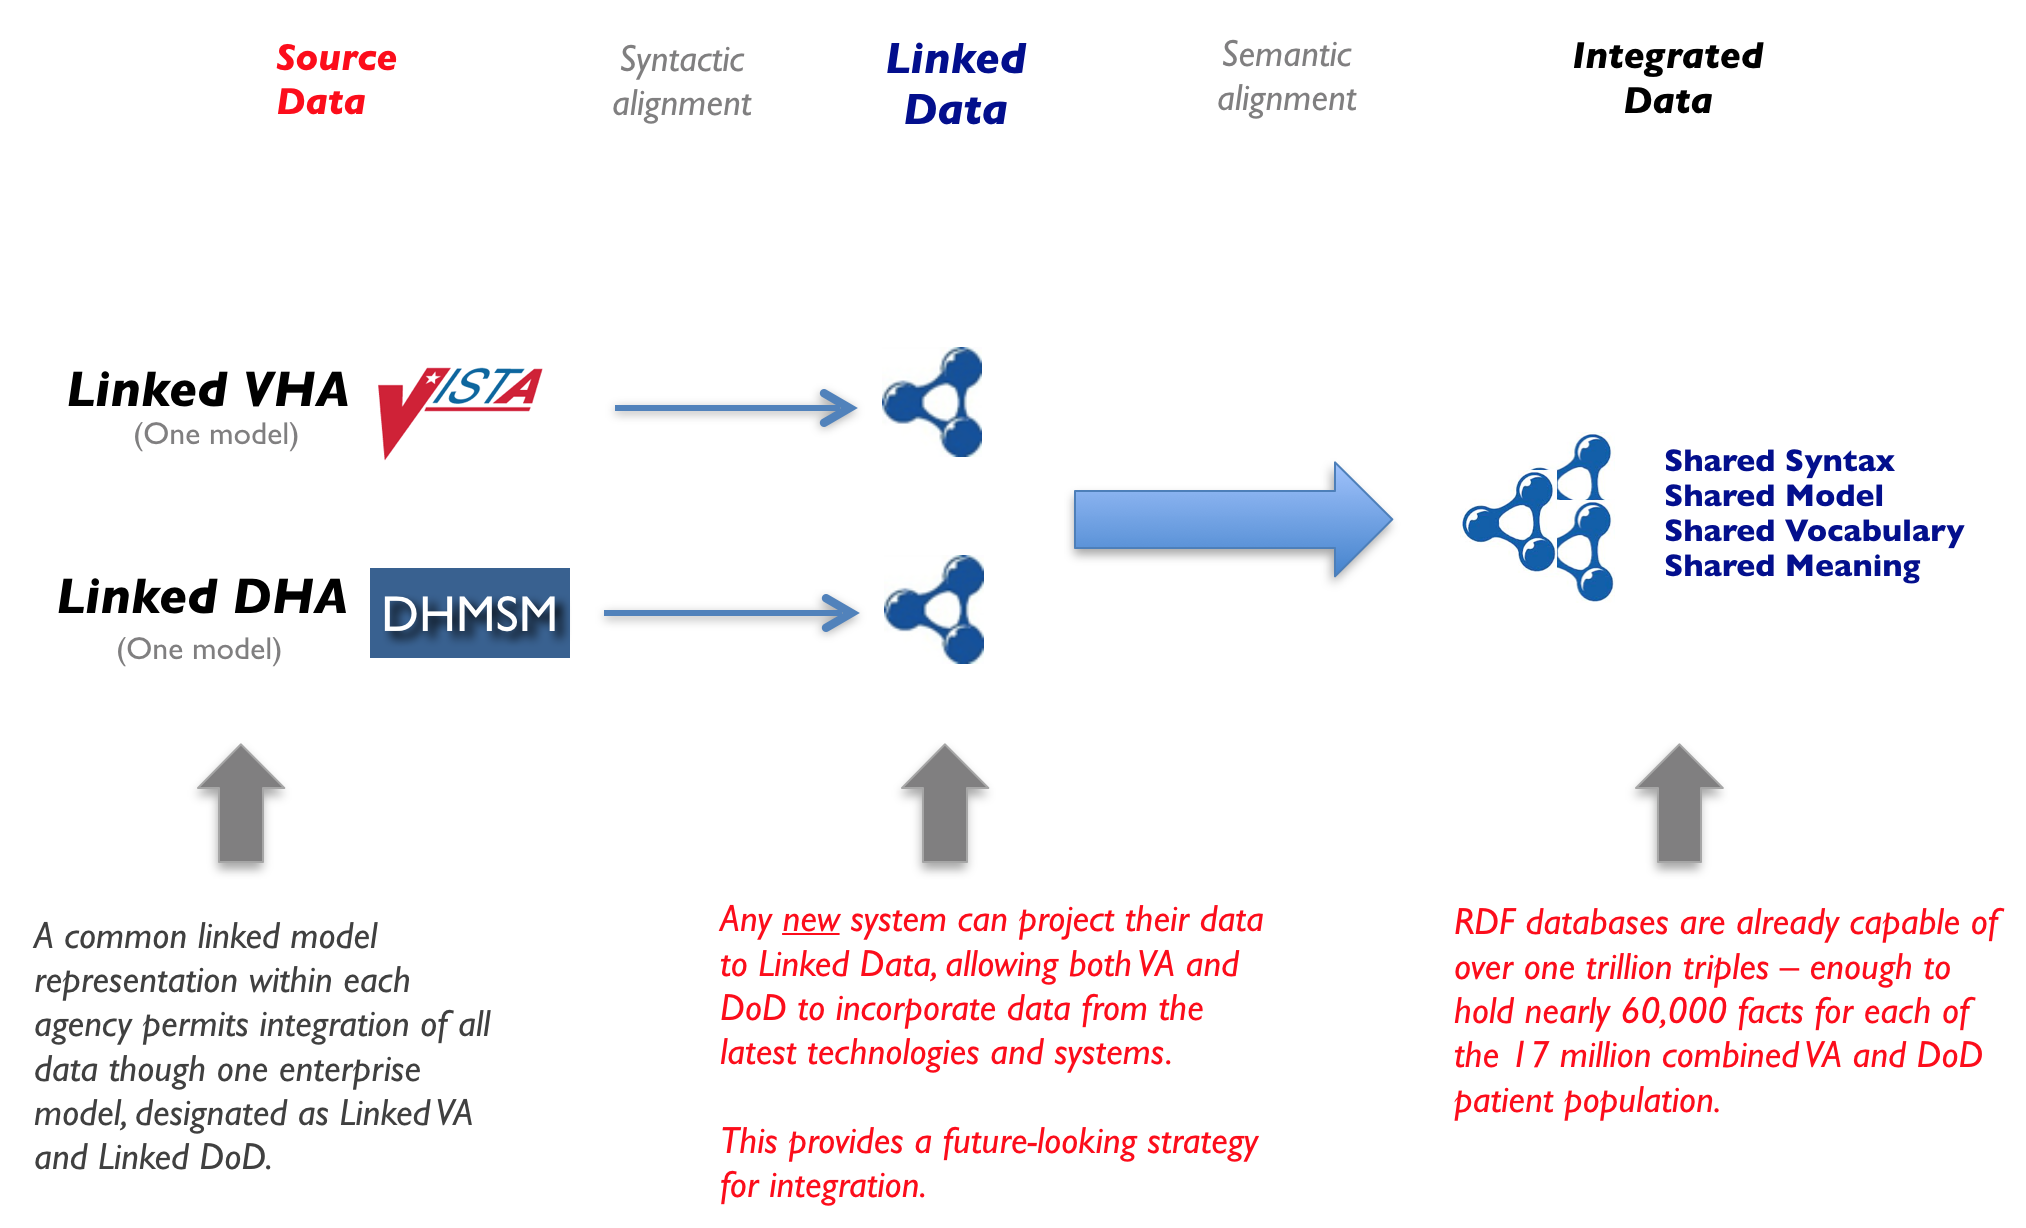 Source
Data
Syntactic
alignment
Linked
Data
Semantic
alignment
Integrated
Data
Linked VHA
(One model)
VISTA
Linked DHA
(One model)
DHMSM
Shared Syntax
Shared Model
Shared Vocabulary
Shared Meaning
A common linked model
representation within each
agency permits integration of all
data though one enterprise
model, designated as Linked VA
and Linked DoD.
Any new system can project their data
to Linked Data, allowing both VA and
DoD to incorporate data from the
latest technologies and systems.
This provides a future-looking strategy
for integration.
RDF databases are already capable of
over one trillion triples – enough to
hold nearly 60,000 facts for each of
the 17 million combined VA and DoD
patient population.